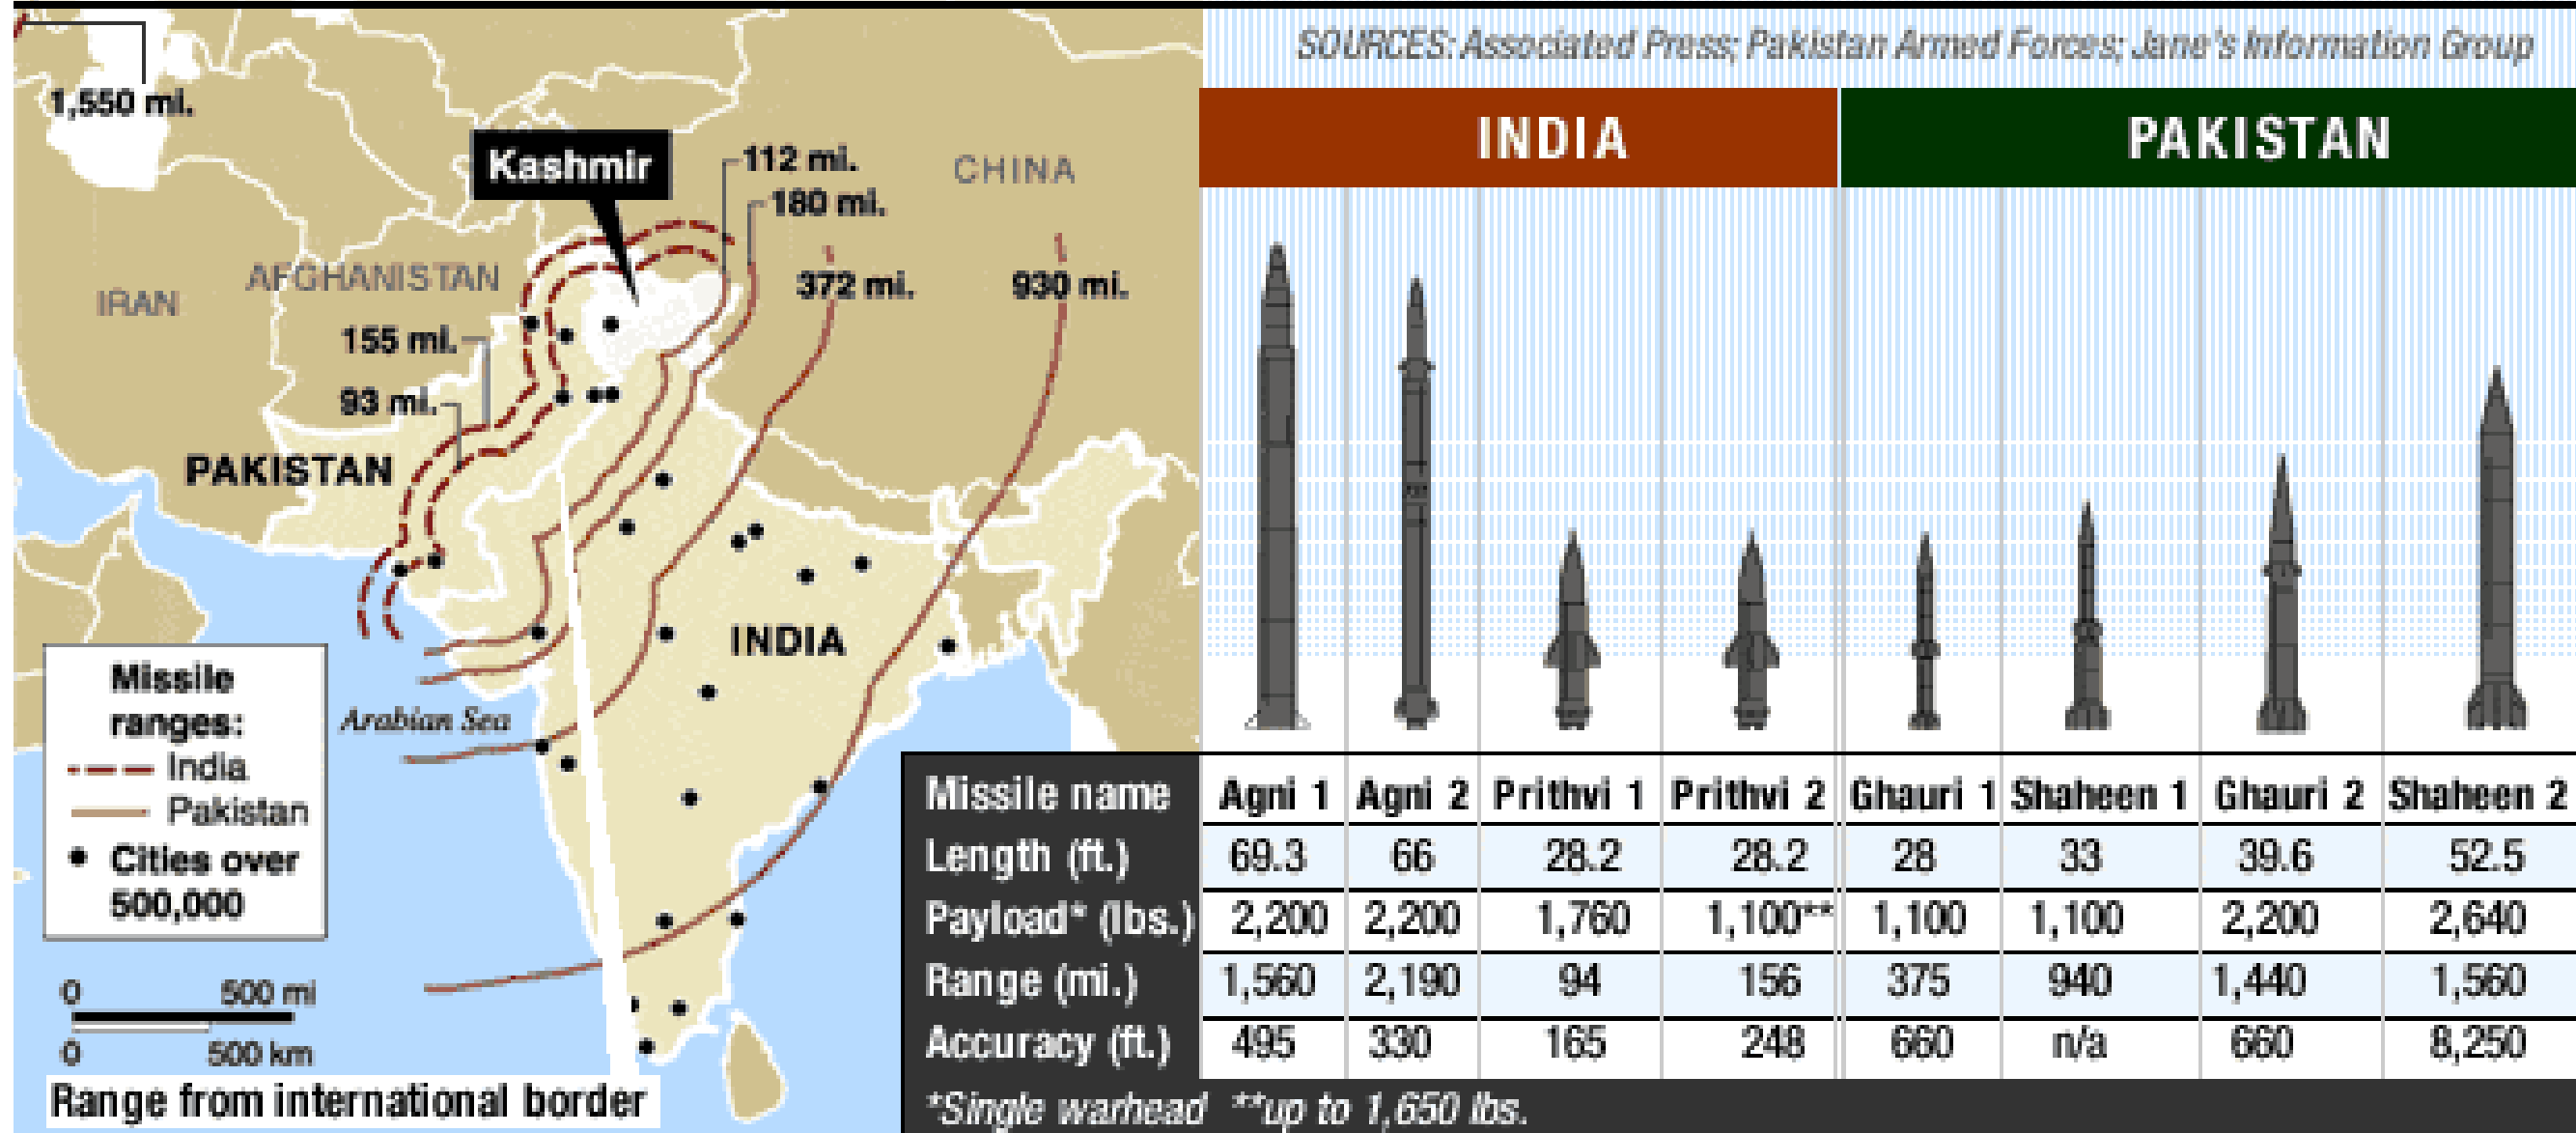 SOURCES: Associated Press; Pakistan Armed Forces; Jane's Information Group
1,550 mi.
Kashmir
112 mi.
180 mi.
CHINA
372 mi.
930 mi.
AFGHANISTAN
IRAN
155 mi.
93 mi.
PAKISTAN
INDIA
Arabian Sea
Missile
ranges:
India
Pakistan
Cities over
500,000
0 500 mi
0 500 km
Range from international border
INDIA PAKISTAN
Missile name Agni 1 Agni 2 Prithvi 1 Prithvi 2 Ghauri 1 Shaheen 1 Ghauri 2 Shaheen 2
Length (ft.) 69.3 66 28.2 28.2 28 33 39.6 52.5
Payload* (lbs.) 2,200 2,200 1,760 1,100** 1,100 1,100 2,200 2,640
Range (mi.) 1,560 2,190 94 156 375 940 1,440 1,560
Accuracy (ft.) 495 330 165 248 660 n/a 660 8,250
*Single warhead **up to 1,650 lbs.